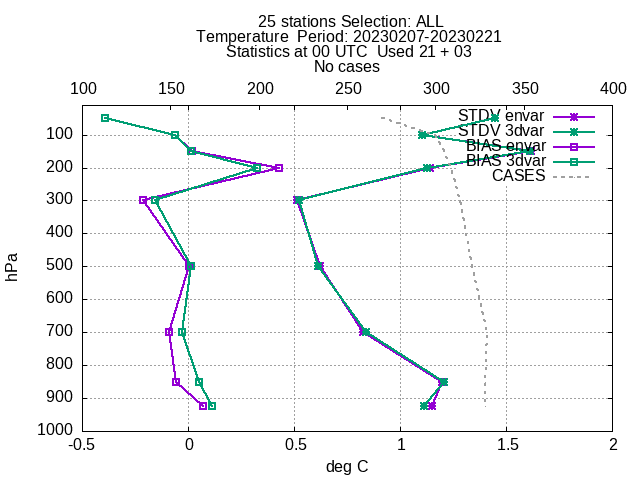 25 stations Selection: ALL
Temperature  Period: 20230207-20230221
Statistics at 00 UTC  Used 21 + 03
No cases
100 150 200 250 300 350 400
STDV envar
100
STDV 3dvar
BIAS envar
BIAS 3dvar
200
CASES
300
400
500
hPa
600
700
800
900
1000
-0.5 0 0.5 1 1.5 2
deg C